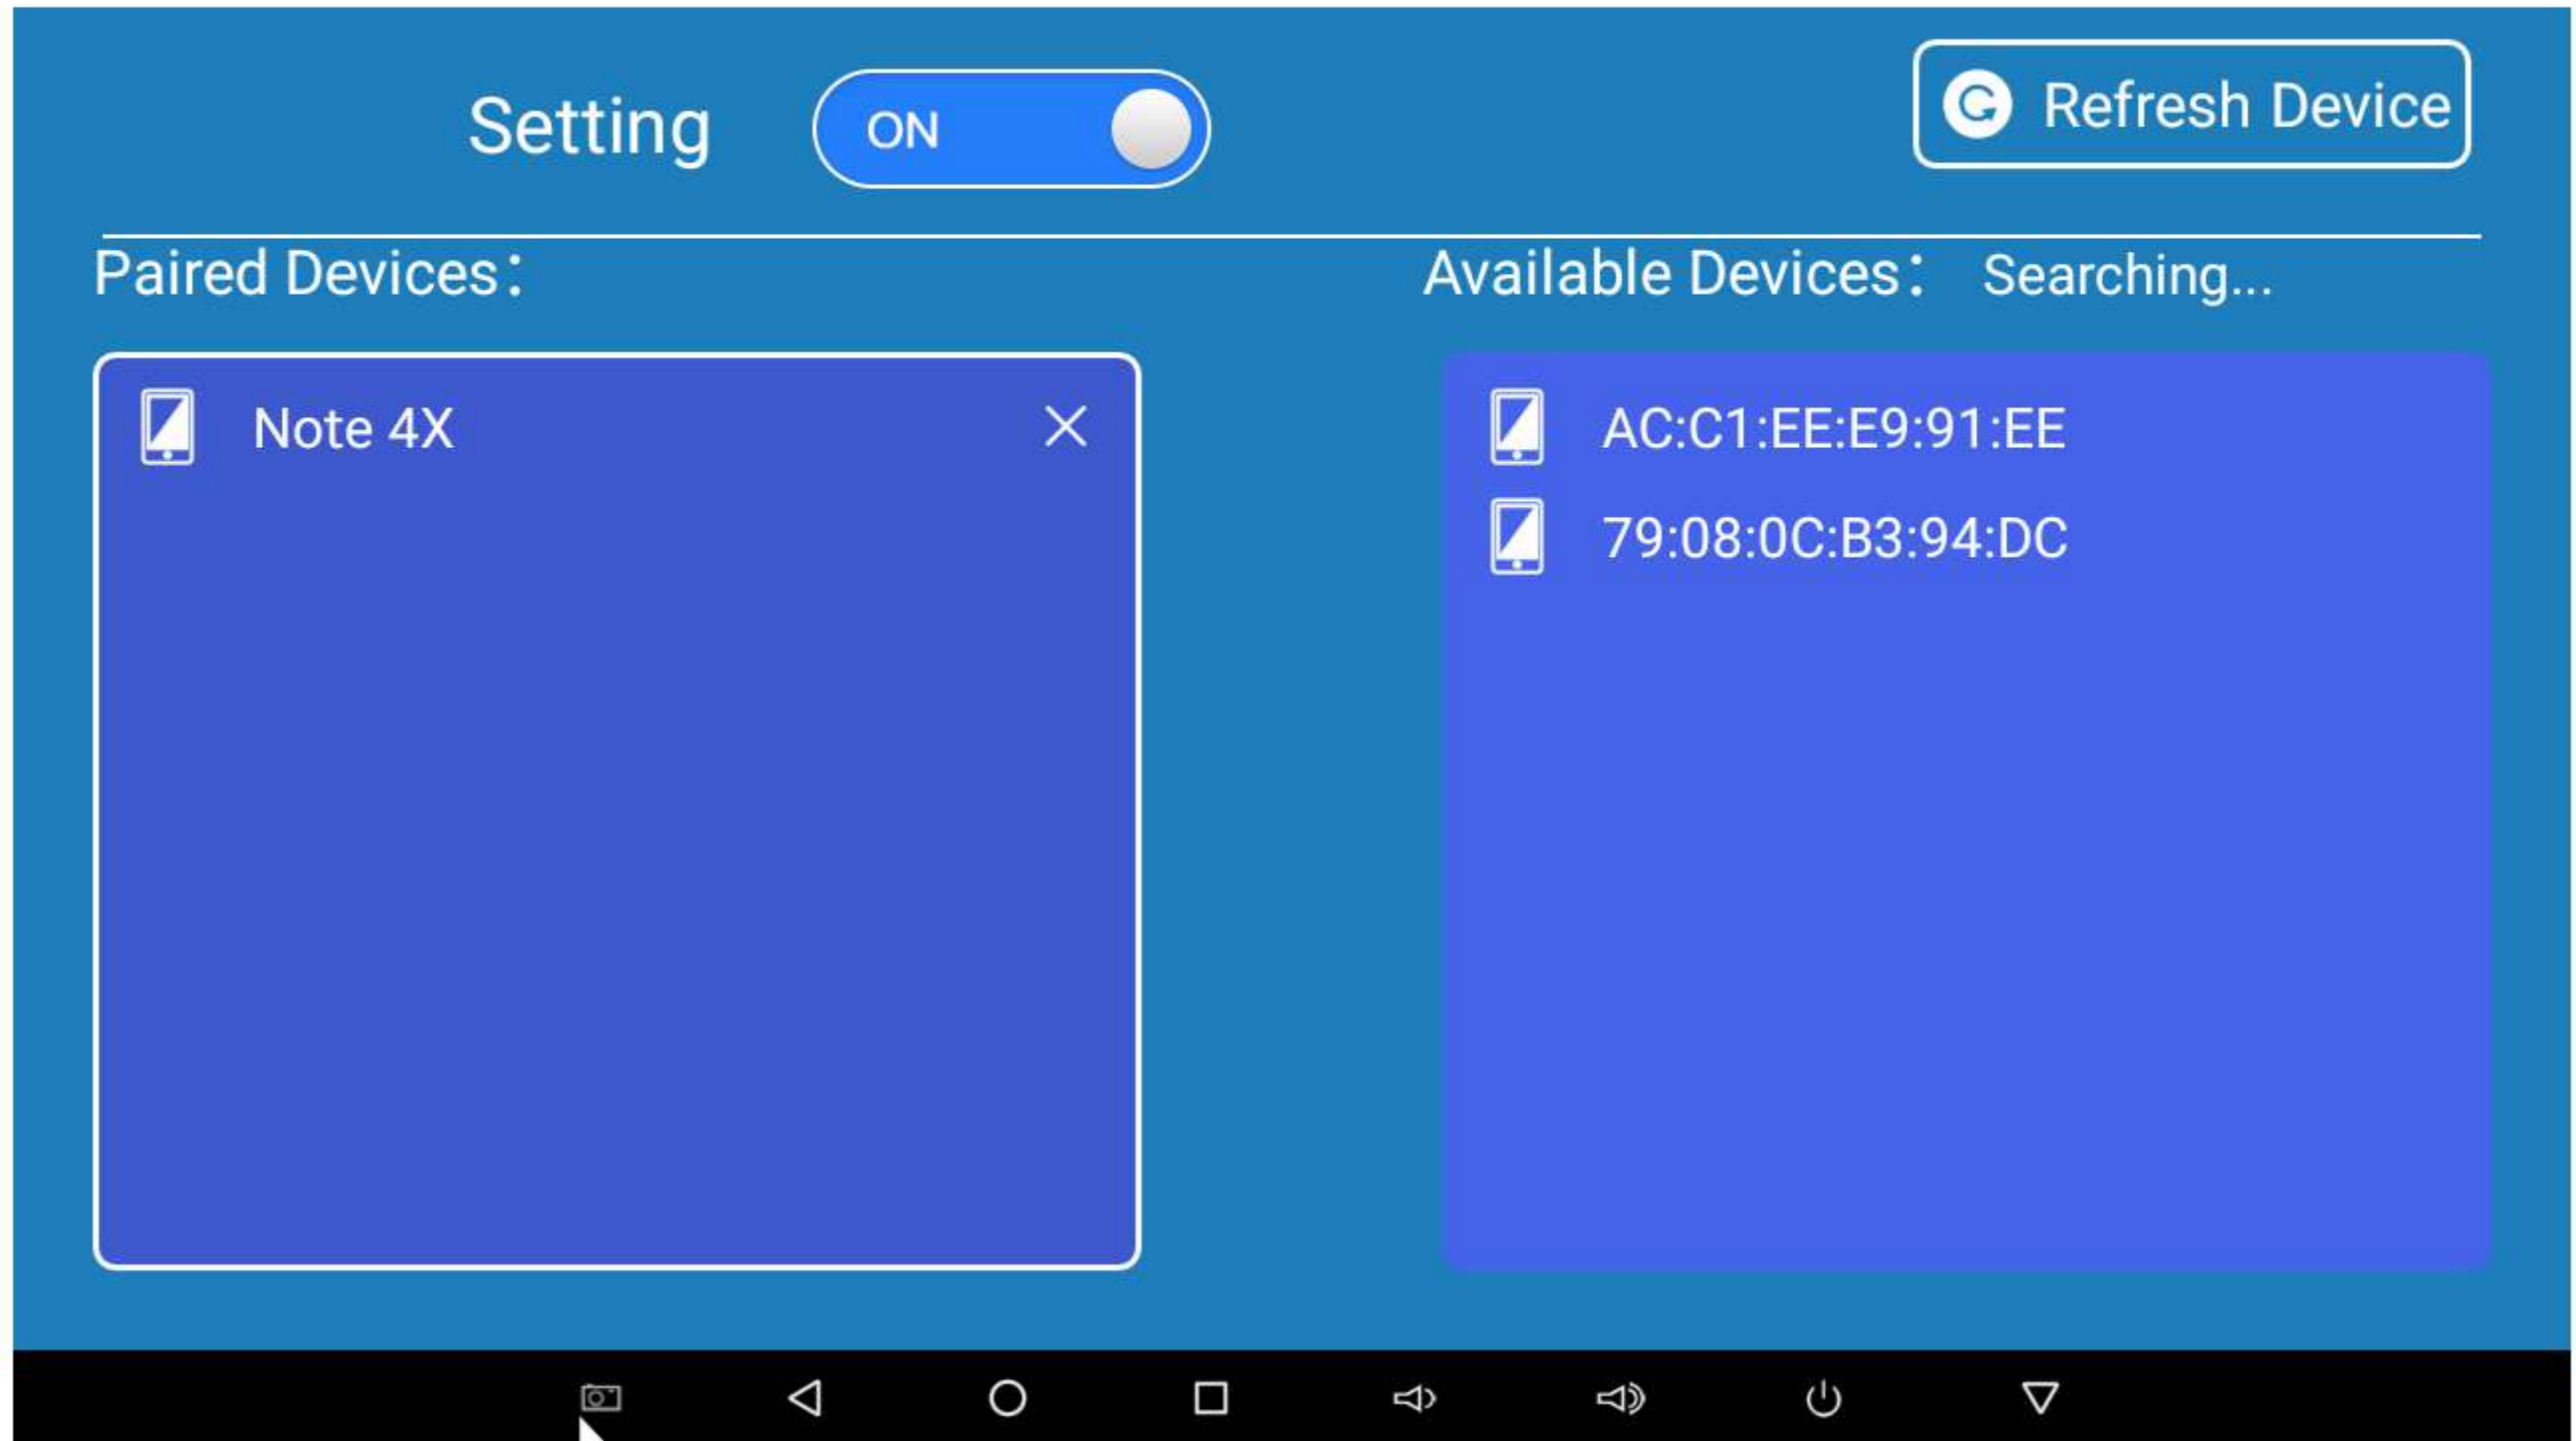 Setting
ON
Refresh Device
Paired Devices：
Available Devices： Searching...
Note 4X
AC:C1:EE:E9:91:EE
79:08:0C:B3:94:DC